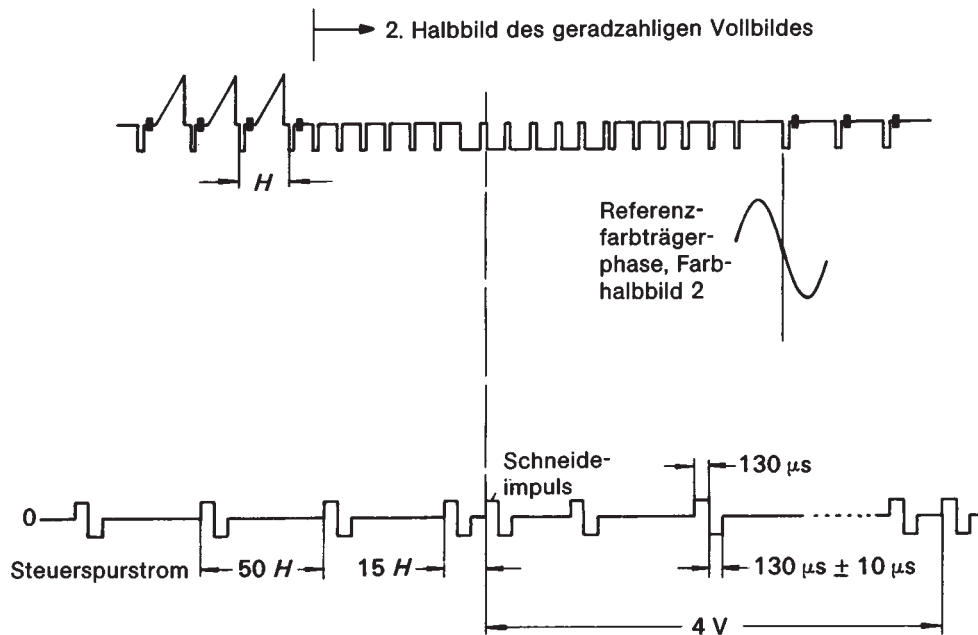 2. Halbbild des geradzahligen Vollbildes
H
Referenz-
farbträger-
phase, Farb-
halbbild 2
Schneide-
impuls
130 μs
0
Steuerspurstrom
50 H
15 H
130 μs ± 10 μs
4 V